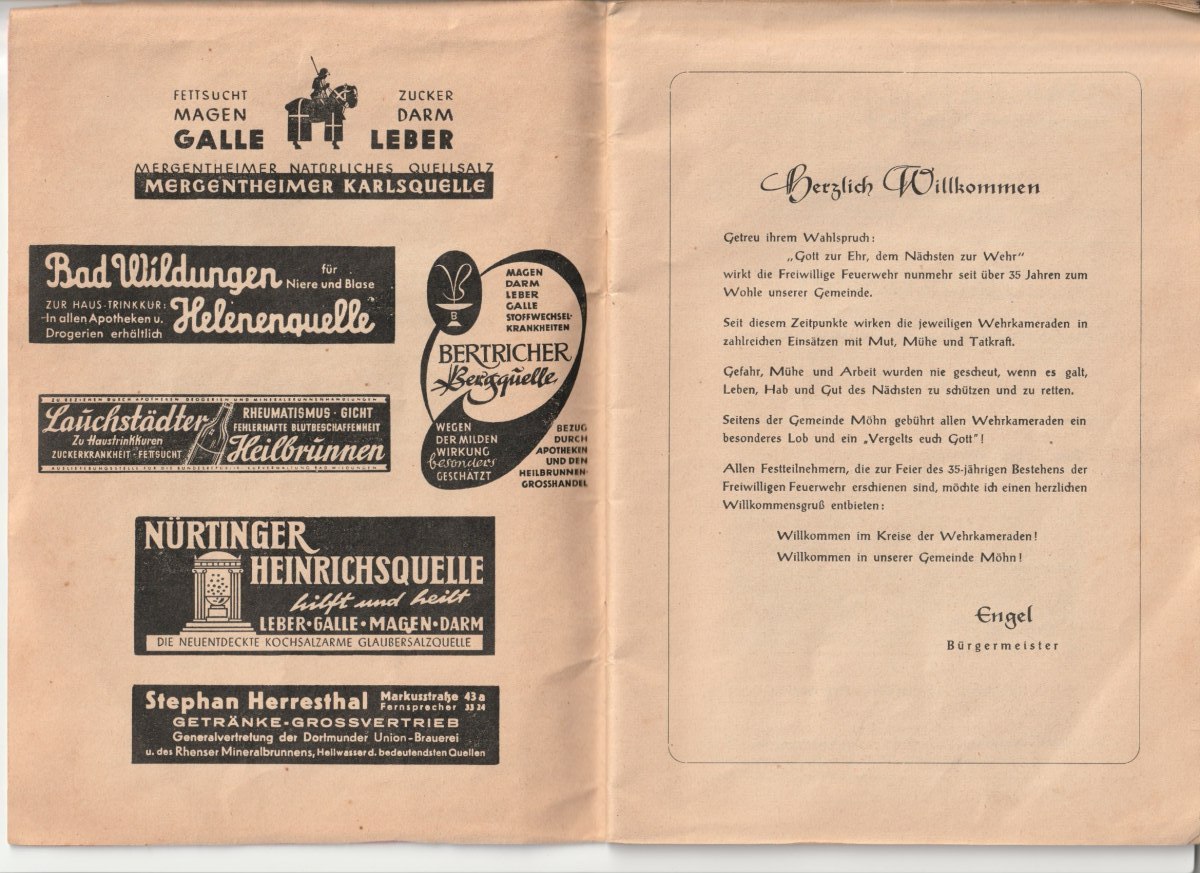 FETTSUCHT
MAGEN
GALLE
ZUCKER
DARM
LEBER
MERGENTHEIMER NATÜRLICHES QUELLSALZ
MERGENTHEIMER KARLSQUELLE
Bad Wildungen für
Niere und Blase
ZUR HAUS-TRINKKUR:
In allen Apotheken u.
Drogerien erhältlich
Helenenquelle
MAGEN
DARM
LEBER
GALLE
STOFFWECHSEL-
KRANKHEITEN
B
BERTRICHER
Bergquelle
WEGEN
DER MILDEN
WIRKUNG
besonders
GESCHÄTZT
BEZUG
DURCH
APOTHEKEN
UND DEN
HEILBRUNNEN-
GROSSHANDEL
ZU BEZIEHEN DURCH APOTHEKEN DROGERIEN UND MINERALBRUNNENHANDLUNGEN
Lauchstädter
Zu Haustrinkkuren
ZUCKERKRANKHEIT · FETTSUCHT
RHEUMATISMUS · GICHT
FEHLERHAFTE BLUTBESCHAFFENHEIT
Heilbrunnen
NÜRTINGER
HEINRICHSQUELLE
hilft und heilt
LEBER·GALLE·MAGEN·DARM
DIE NEUENTDECKTE KOCHSALZARME GLAUBERSALZQUELLE
Stephan Herresthal Markusstraße 43 a
Fernsprecher 33 24
GETRÄNKE-GROSSVERTRIEB
Generalvertretung der Dortmunder Union-Brauerei
u. des Rhenser Mineralbrunnens, Heilwasser d. bedeutendsten Quellen
Herzlich Willkommen
Getreu ihrem Wahlspruch:
„Gott zur Ehr, dem Nächsten zur Wehr“
wirkt die Freiwillige Feuerwehr nunmehr seit über 35 Jahren zum
Wohle unserer Gemeinde.
Seit diesem Zeitpunkte wirken die jeweiligen Wehrkameraden in
zahlreichen Einsätzen mit Mut, Mühe und Tatkraft.
Gefahr, Mühe und Arbeit wurden nie gescheut, wenn es galt,
Leben, Hab und Gut des Nächsten zu schützen und zu retten.
Seitens der Gemeinde Möhn gebührt allen Wehrkameraden ein
besonderes Lob und ein „Vergelts euch Gott“!
Allen Festteilnehmern, die zur Feier des 35-jährigen Bestehens der
Freiwilligen Feuerwehr erschienen sind, möchte ich einen herzlichen
Willkommensgruß entbieten:
Willkommen im Kreise der Wehrkameraden!
Willkommen in unserer Gemeinde Möhn!
Engel
Bürgermeister